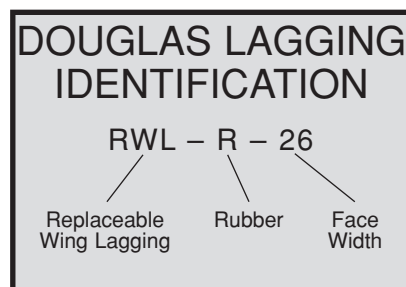 DOUGLAS LAGGING
IDENTIFICATION
RWL – R – 26
Replaceable
Wing Lagging
Rubber
Face
Width